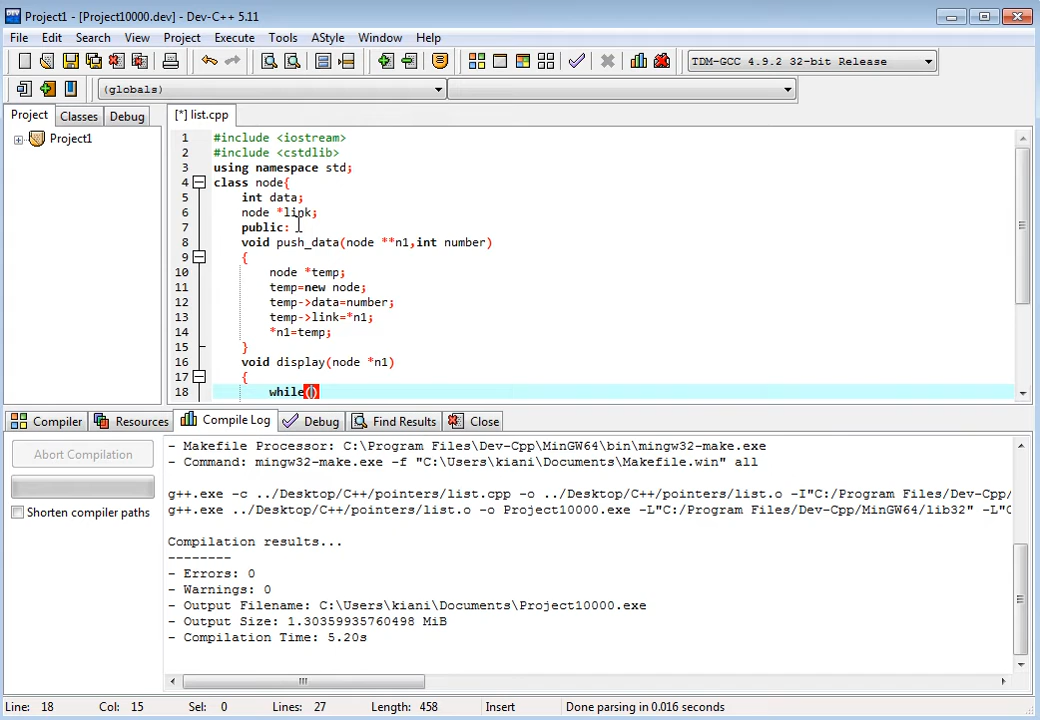 Project1 - [Project10000.dev] - Dev-C++ 5.11
File Edit Search View Project Execute Tools AStyle Window Help
TDM-GCC 4.9.2 32-bit Release
(globals)
Project Classes Debug
Project1
[*] list.cpp
1 #include <iostream>
2 #include <cstdlib>
3 using namespace std;
4 class node{
5 int data;
6 node *link;
7 public:
8 void push_data(node **n1,int number)
9 {
10 node *temp;
11 temp=new node;
12 temp->data=number;
13 temp->link=*n1;
14 *n1=temp;
15 }
16 void display(node *n1)
17 {
18 while()
Compiler Resources Compile Log Debug Find Results Close
Abort Compilation
Shorten compiler paths
- Makefile Processor: C:\Program Files\Dev-Cpp\MinGW64\bin\mingw32-make.exe
- Command: mingw32-make.exe -f "C:\Users\kiani\Documents\Makefile.win" all
g++.exe -c ../Desktop/C++/pointers/list.cpp -o ../Desktop/C++/pointers/list.o -I"C:/Program Files/Dev-Cpp/
g++.exe ../Desktop/C++/pointers/list.o -o Project10000.exe -L"C:/Program Files/Dev-Cpp/MinGW64/lib32" -L"C
Compilation results...
--------
- Errors: 0
- Warnings: 0
- Output Filename: C:\Users\kiani\Documents\Project10000.exe
- Output Size: 1.30359935760498 MiB
- Compilation Time: 5.20s
Line: 18 Col: 15 Sel: 0 Lines: 27 Length: 458 Insert Done parsing in 0.016 seconds